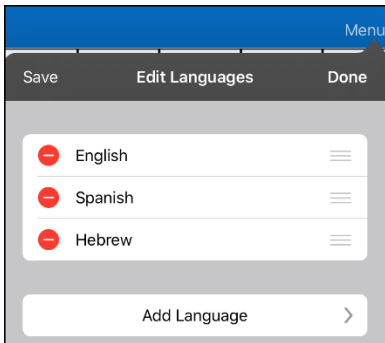 Menu
Save Edit Languages Done
English
Spanish
Hebrew
Add Language